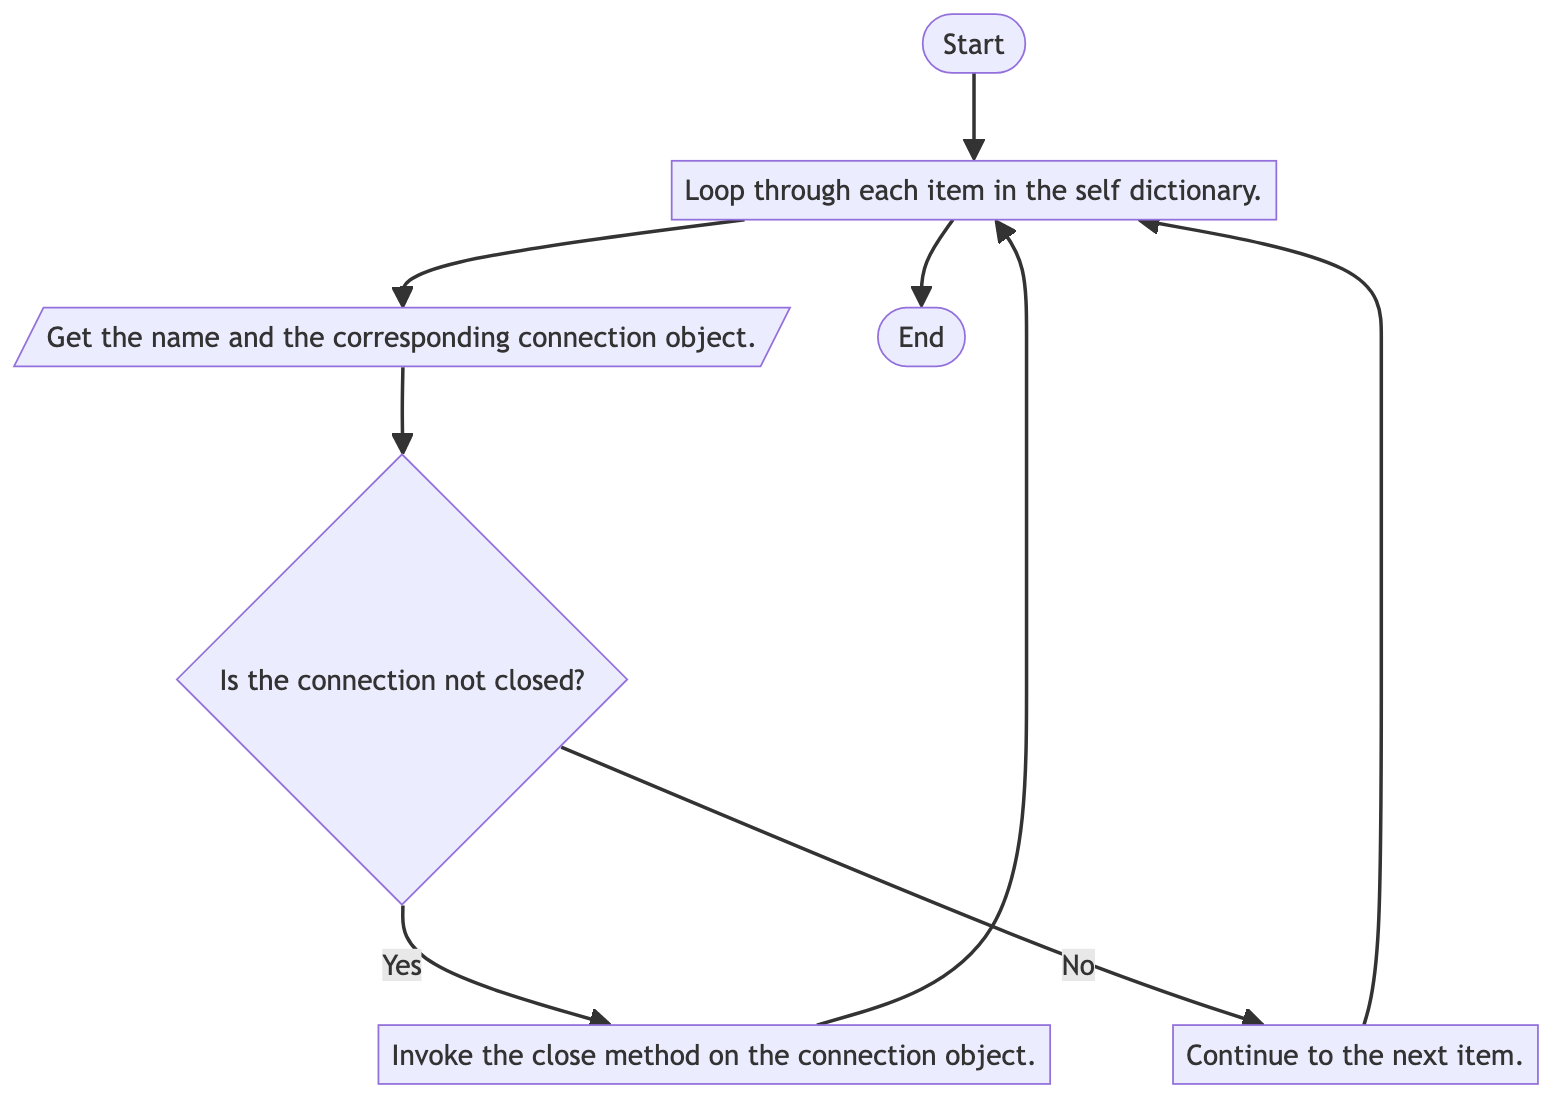 Start
Loop through each item in the self dictionary.
Get the name and the corresponding connection object.
End
Is the connection not closed?
Yes
No
Invoke the close method on the connection object.
Continue to the next item.